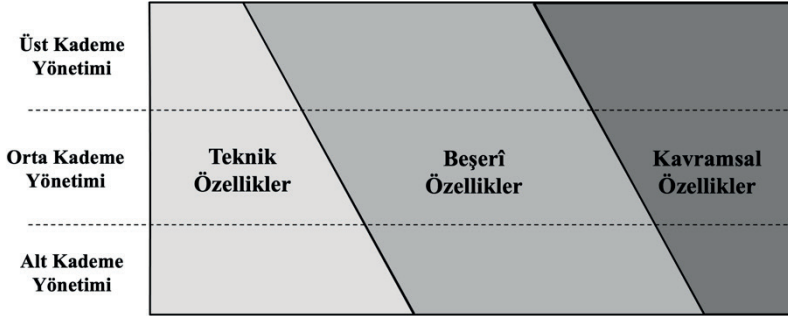 Üst Kademe
Yönetimi
Orta Kademe
Yönetimi
Teknik
Özellikler
Beşerî
Özellikler
Kavramsal
Özellikler
Alt Kademe
Yönetimi